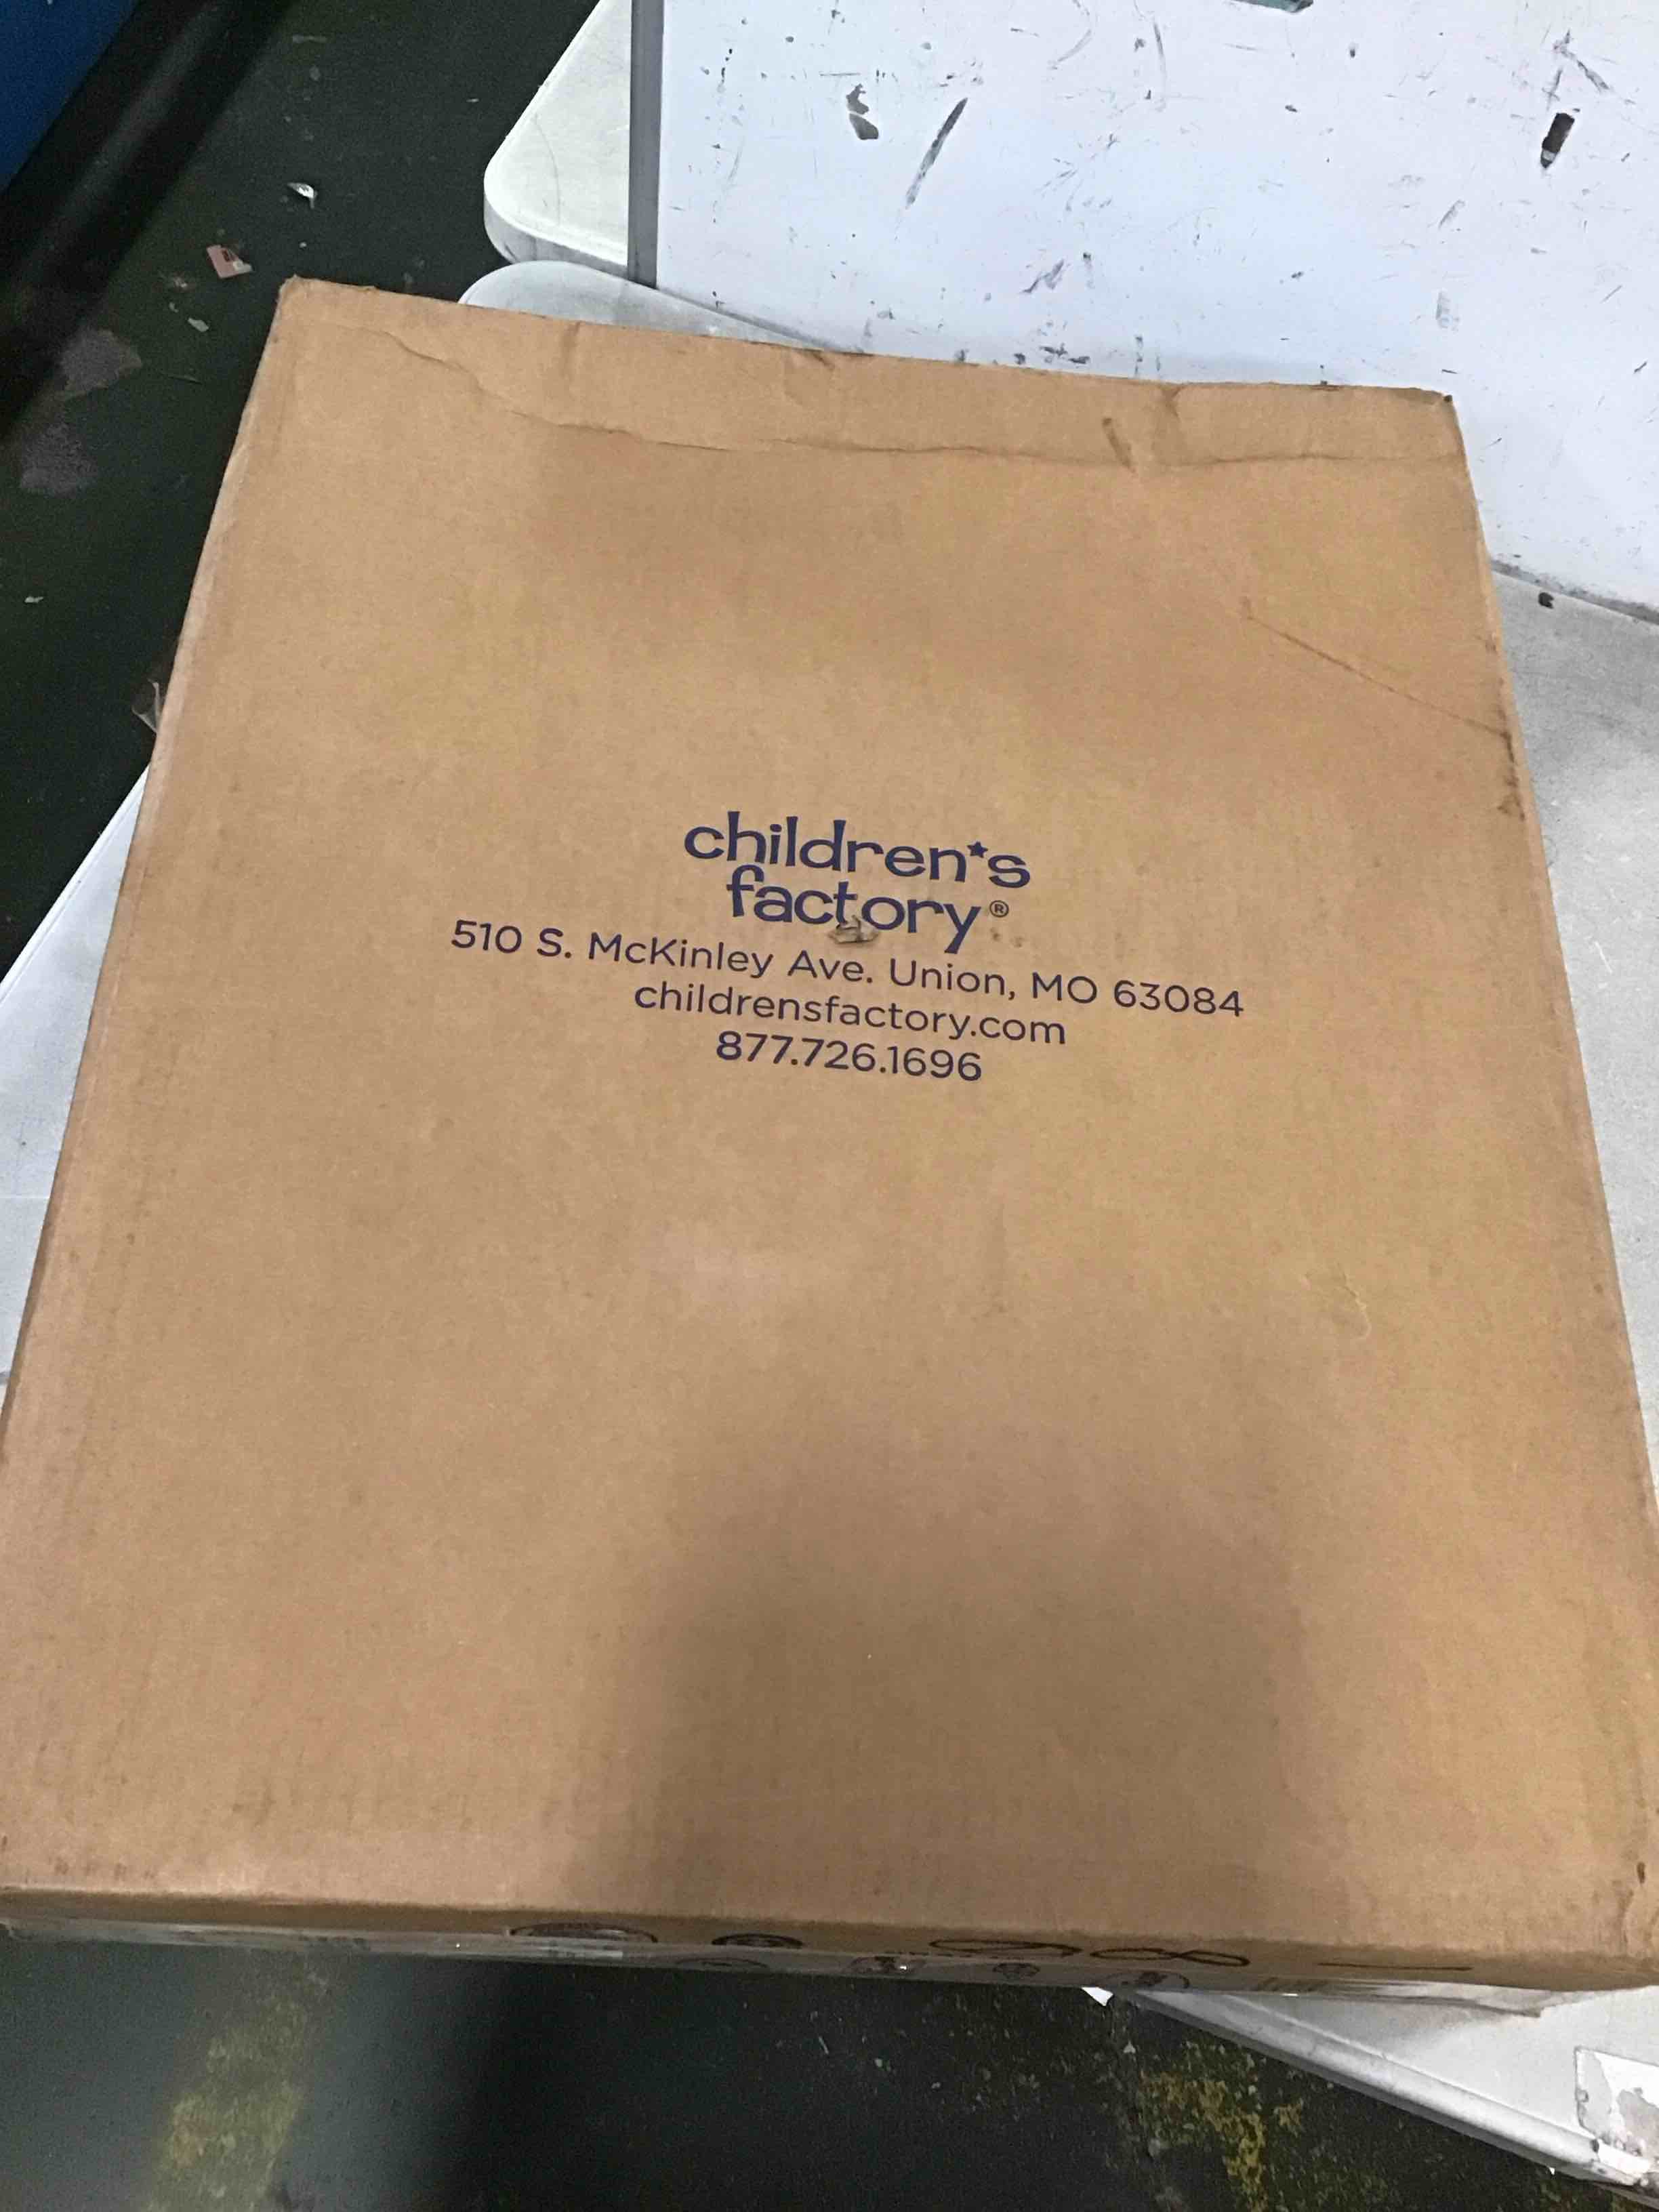 children's
factory®
510 S. McKinley Ave. Union, MO 63084
childrensfactory.com
877.726.1696